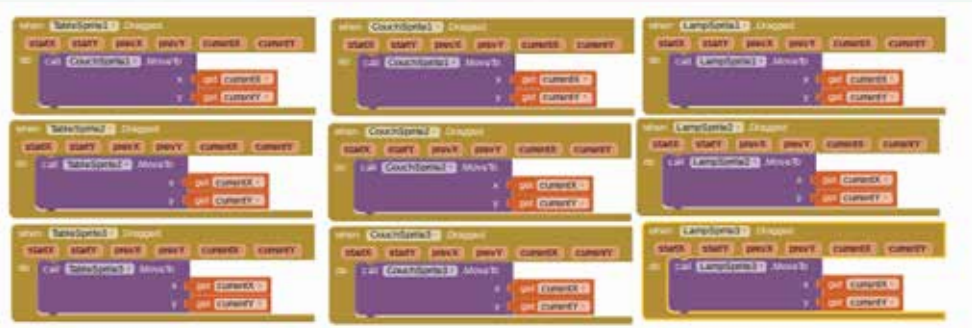 when TableSprite1 .Dragged
startX startY prevX prevY currentX currentY
do call CouchSprite1 .MoveTo
x get currentX
y get currentY
when CouchSprite1 .Dragged
startX startY prevX prevY currentX currentY
do call CouchSprite1 .MoveTo
x get currentX
y get currentY
when LampSprite1 .Dragged
startX startY prevX prevY currentX currentY
do call LampSprite1 .MoveTo
x get currentX
y get currentY
when TableSprite2 .Dragged
startX startY prevX prevY currentX currentY
do call TableSprite2 .MoveTo
x get currentX
y get currentY
when CouchSprite2 .Dragged
startX startY prevX prevY currentX currentY
do call CouchSprite2 .MoveTo
x get currentX
y get currentY
when LampSprite2 .Dragged
startX startY prevX prevY currentX currentY
do call LampSprite2 .MoveTo
x get currentX
y get currentY
when TableSprite3 .Dragged
startX startY prevX prevY currentX currentY
do call TableSprite3 .MoveTo
x get currentX
y get currentY
when CouchSprite3 .Dragged
startX startY prevX prevY currentX currentY
do call CouchSprite3 .MoveTo
x get currentX
y get currentY
when LampSprite3 .Dragged
startX startY prevX prevY currentX currentY
do call LampSprite3 .MoveTo
x get currentX
y get currentY